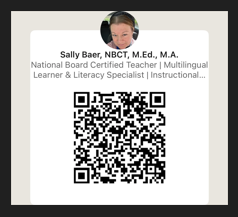 Sally Baer, NBCT, M.Ed., M.A.
National Board Certified Teacher | Multilingual
Learner & Literacy Specialist | Instructional...